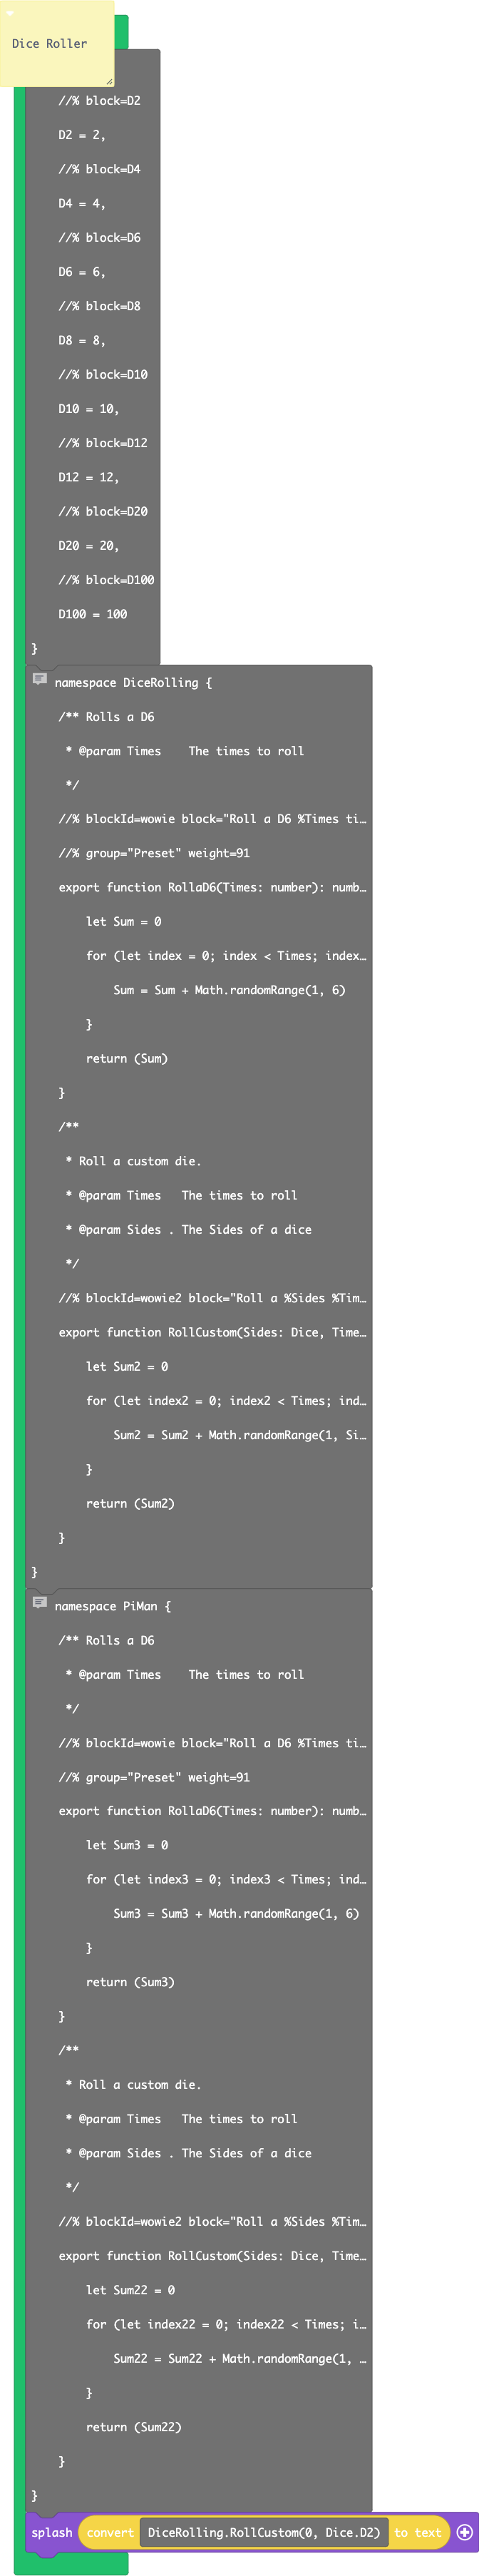 Dice Roller
//% block=D2
D2 = 2,
//% block=D4
D4 = 4,
//% block=D6
D6 = 6,
//% block=D8
D8 = 8,
//% block=D10
D10 = 10,
//% block=D12
D12 = 12,
//% block=D20
D20 = 20,
//% block=D100
D100 = 100
}
namespace DiceRolling {
/** Rolls a D6
* @param Times    The times to roll
*/
//% blockId=wowie block="Roll a D6 %Times ti…
//% group="Preset" weight=91
export function RollaD6(Times: number): numb…
let Sum = 0
for (let index = 0; index < Times; index…
Sum = Sum + Math.randomRange(1, 6)
}
return (Sum)
}
/**
* Roll a custom die.
* @param Times   The times to roll
* @param Sides . The Sides of a dice
*/
//% blockId=wowie2 block="Roll a %Sides %Tim…
export function RollCustom(Sides: Dice, Time…
let Sum2 = 0
for (let index2 = 0; index2 < Times; ind…
Sum2 = Sum2 + Math.randomRange(1, Si…
}
return (Sum2)
}
}
namespace PiMan {
/** Rolls a D6
* @param Times    The times to roll
*/
//% blockId=wowie block="Roll a D6 %Times ti…
//% group="Preset" weight=91
export function RollaD6(Times: number): numb…
let Sum3 = 0
for (let index3 = 0; index3 < Times; ind…
Sum3 = Sum3 + Math.randomRange(1, 6)
}
return (Sum3)
}
/**
* Roll a custom die.
* @param Times   The times to roll
* @param Sides . The Sides of a dice
*/
//% blockId=wowie2 block="Roll a %Sides %Tim…
export function RollCustom(Sides: Dice, Time…
let Sum22 = 0
for (let index22 = 0; index22 < Times; i…
Sum22 = Sum22 + Math.randomRange(1, …
}
return (Sum22)
}
}
splash convert DiceRolling.RollCustom(0, Dice.D2) to text